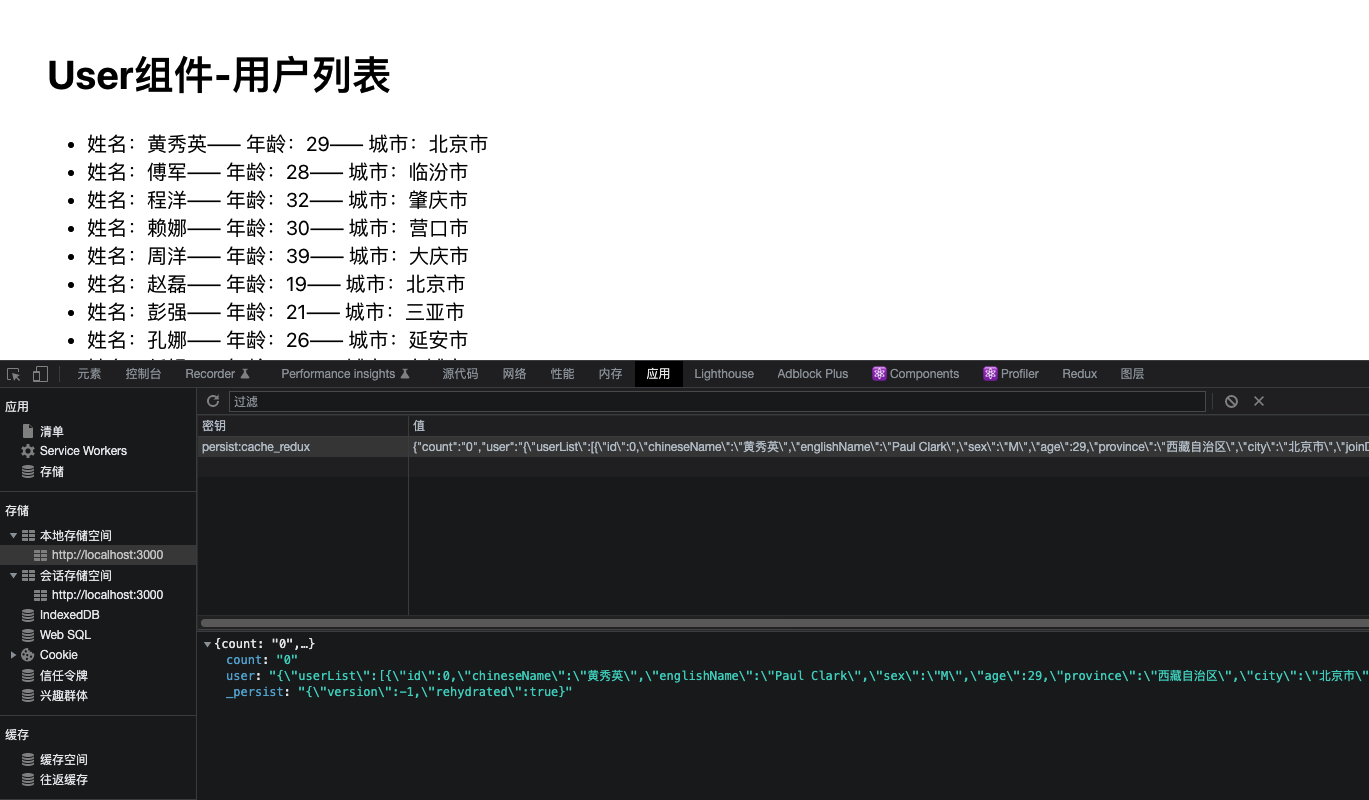 User组件-用户列表
• 姓名：黄秀英—— 年龄：29—— 城市：北京市
• 姓名：傅军—— 年龄：28—— 城市：临汾市
• 姓名：程洋—— 年龄：32—— 城市：肇庆市
• 姓名：赖娜—— 年龄：30—— 城市：营口市
• 姓名：周洋—— 年龄：39—— 城市：大庆市
• 姓名：赵磊—— 年龄：19—— 城市：北京市
• 姓名：彭强—— 年龄：21—— 城市：三亚市
• 姓名：孔娜—— 年龄：26—— 城市：延安市
元素 控制台 Recorder Performance insights 源代码 网络 性能 内存 应用 Lighthouse Adblock Plus Components Profiler Redux 图层
应用
过滤
清单
Service Workers
存储
密钥 值
persist:cache_redux {"count":"0","user":"{\"userList\":[{\"id\":0,\"chineseName\":\"黄秀英\",\"englishName\":\"Paul Clark\",\"sex\":\"M\",\"age\":29,\"province\":\"西藏自治区\",\"city\":\"北京市\",\"joinD
存储
本地存储空间
http://localhost:3000
会话存储空间
http://localhost:3000
IndexedDB
Web SQL
Cookie
信任令牌
兴趣群体
缓存
缓存空间
往返缓存
{count: "0",…}
count: "0"
user: "{\"userList\":[{\"id\":0,\"chineseName\":\"黄秀英\",\"englishName\":\"Paul Clark\",\"sex\":\"M\",\"age\":29,\"province\":\"西藏自治区\",\"city\":\"北京市\"
_persist: "{\"version\":-1,\"rehydrated\":true}"